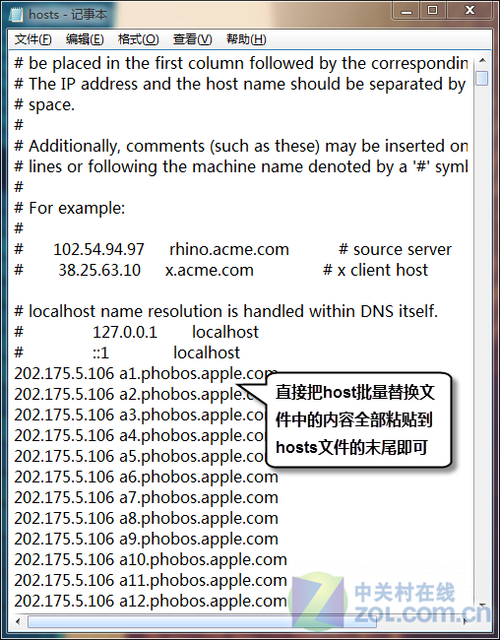 hosts - 记事本
文件(F) 编辑(E) 格式(O) 查看(V) 帮助(H)
# be placed in the first column followed by the correspondin
# The IP address and the host name should be separated by
# space.
#
# Additionally, comments (such as these) may be inserted on
# lines or following the machine name denoted by a '#' syml
#
# For example:
#
# 102.54.94.97 rhino.acme.com # source server
# 38.25.63.10 x.acme.com # x client host
# localhost name resolution is handled within DNS itself.
# 127.0.0.1 localhost
# ::1 localhost
202.175.5.106 a1.phobos.apple.com
202.175.5.106 a2.phobos.apple.com
202.175.5.106 a3.phobos.apple
202.175.5.106 a4.phobos.apple
202.175.5.106 a5.phobos.apple
202.175.5.106 a6.phobos.apple.com
202.175.5.106 a7.phobos.apple.com
202.175.5.106 a8.phobos.apple.com
202.175.5.106 a9.phobos.apple.com
202.175.5.106 a10.phobos.apple.com
202.175.5.106 a11.phobos.apple.com
202.175.5.106 a12.phobos.apple.com
直接把host批量替换文
件中的内容全部粘贴到
hosts文件的末尾即可
中关村在线
zol.com.cn